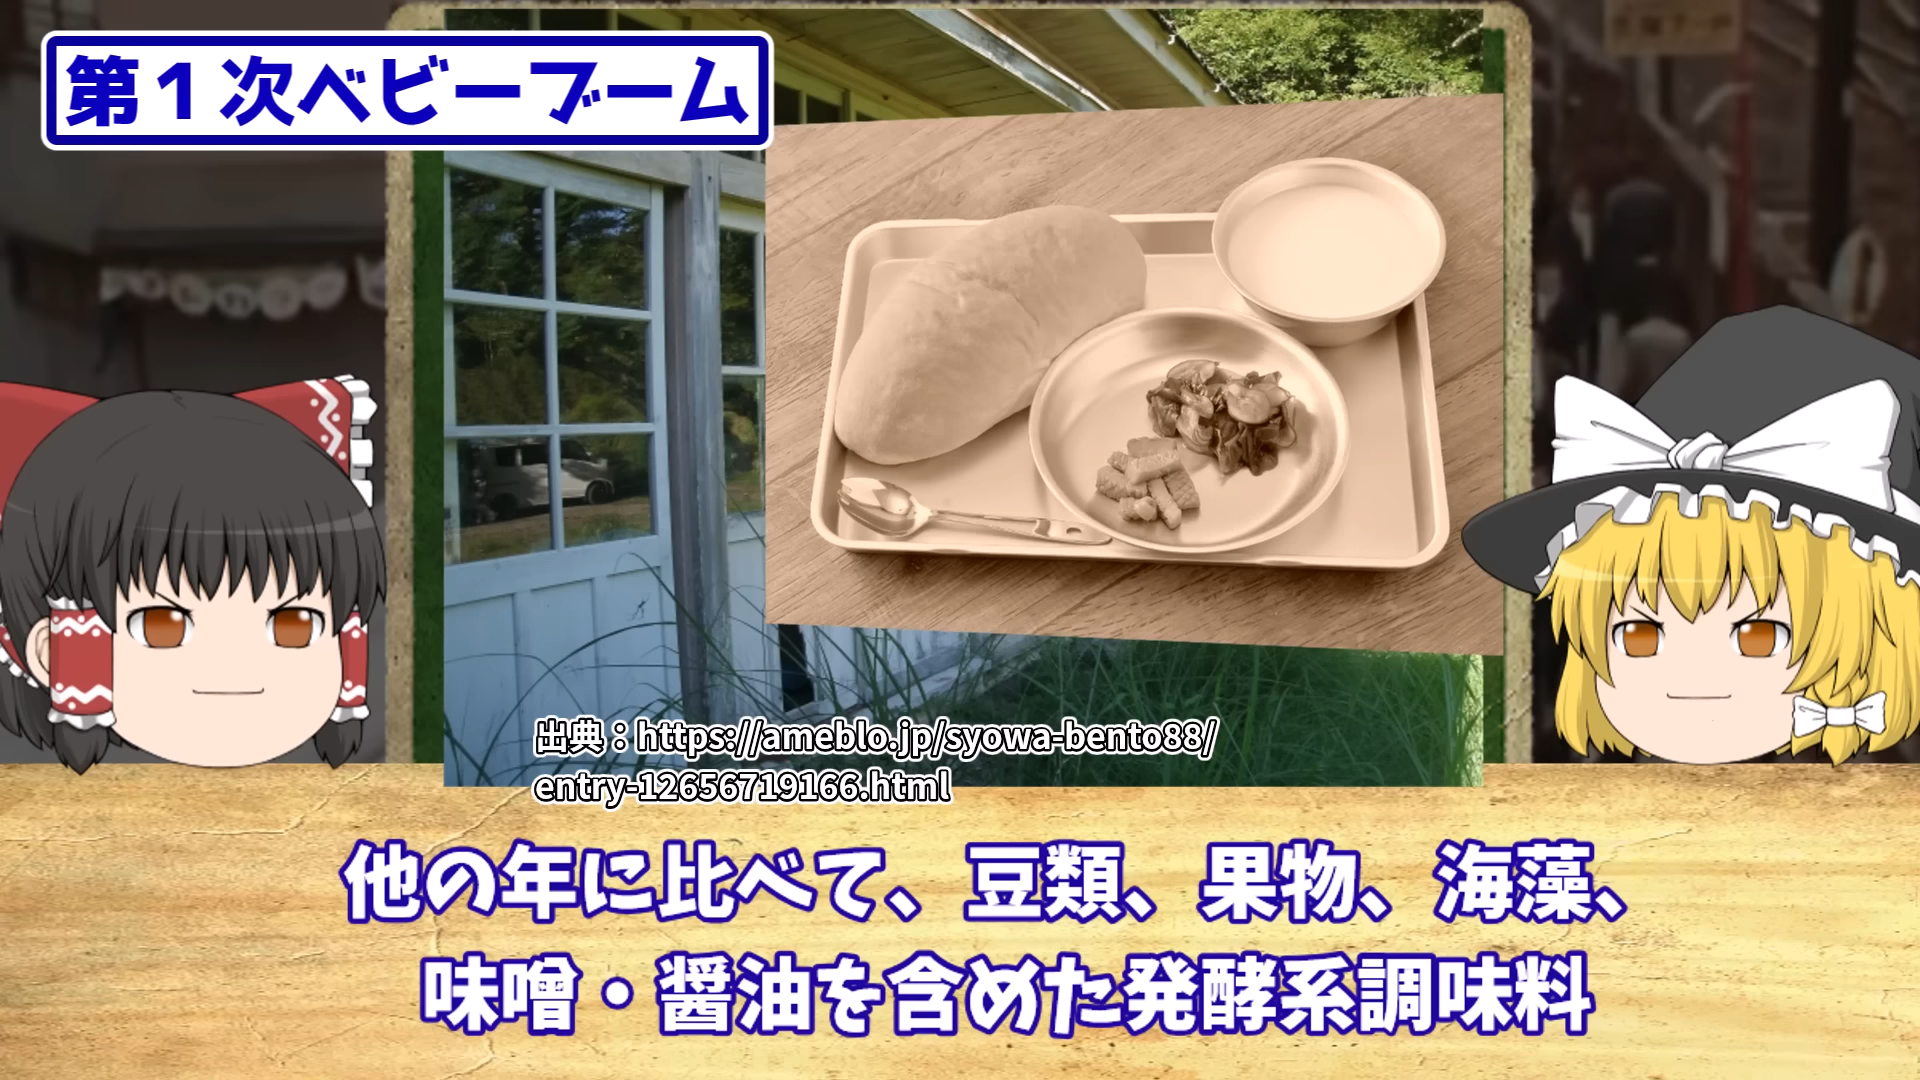 第1次ベビーブーム
出典：https://ameblo.jp/syowa-bento88/
entry-12656719166.html
他の年に比べて、豆類、果物、海藻、
味噌・醤油を含めた発酵系調味料